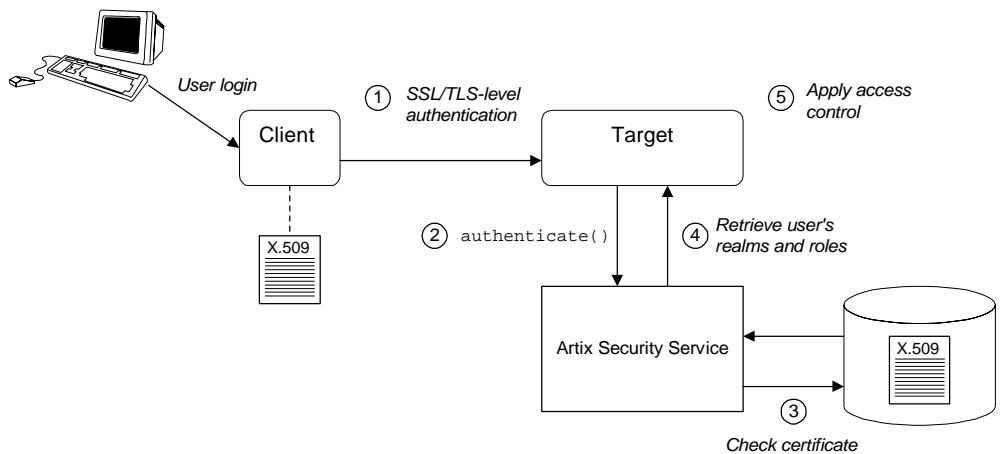 User login
1 SSL/TLS-level
authentication
5 Apply access
control
Client
Target
X.509
2 authenticate()
4 Retrieve user's
realms and roles
Artix Security Service
X.509
3
Check certificate